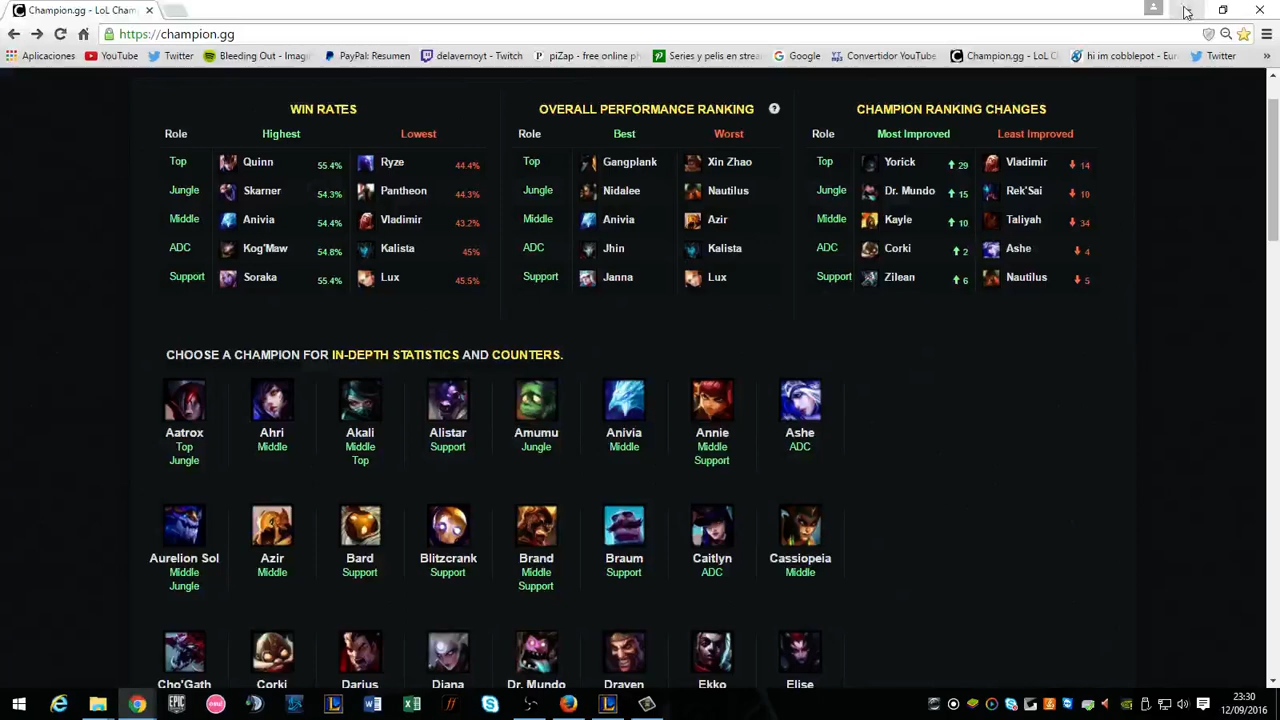 Champion.gg - LoL Cham
https://champion.gg
Aplicaciones YouTube Twitter Bleeding Out - Image PayPal: Resumen delavernoyt - Twitch piZap - free online ph Series y pelis en strea Google Convertidor YouTube Champion.gg - LoL C hi im cobblepot - Eur Twitter »
WIN RATES OVERALL PERFORMANCE RANKING ? CHAMPION RANKING CHANGES
Role Highest Lowest Role Best Worst Role Most Improved Least Improved
Top Quinn 55.4% Ryze 44.4% Top Gangplank Xin Zhao Top Yorick 29 Vladimir 14
Jungle Skarner 54.3% Pantheon 44.3% Jungle Nidalee Nautilus Jungle Dr. Mundo 15 Rek'Sai 10
Middle Anivia 54.4% Vladimir 43.2% Middle Anivia Azir Middle Kayle 10 Taliyah 34
ADC Kog'Maw 54.8% Kalista 45% ADC Jhin Kalista ADC Corki 2 Ashe 4
Support Soraka 55.4% Lux 45.5% Support Janna Lux Support Zilean 6 Nautilus 5
CHOOSE A CHAMPION FOR IN-DEPTH STATISTICS AND COUNTERS.
Aatrox Ahri Akali Alistar Amumu Anivia Annie Ashe
Top Middle Middle Support Jungle Middle Middle ADC
Jungle Top Support
Aurelion Sol Azir Bard Blitzcrank Brand Braum Caitlyn Cassiopeia
Middle Middle Support Support Middle Support ADC Middle
Jungle Support
Cho'Gath Corki Darius Diana Dr. Mundo Draven Ekko Elise
EPIC GAMES osu!
23:30
12/09/2016